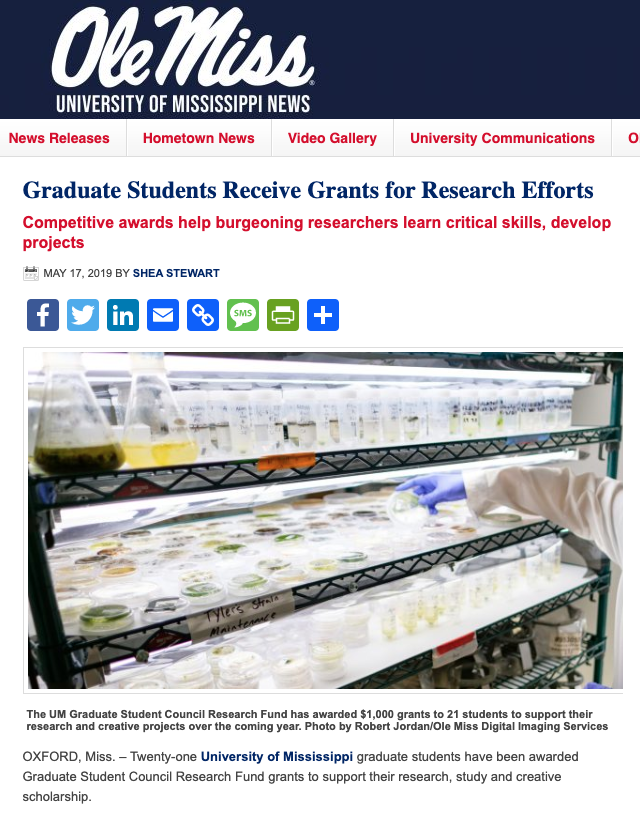 Ole Miss®
UNIVERSITY OF MISSISSIPPI NEWS
News Releases
Hometown News
Video Gallery
University Communications
O
Graduate Students Receive Grants for Research Efforts
Competitive awards help burgeoning researchers learn critical skills, develop
projects
MAY 17, 2019 BY SHEA STEWART
SMS
Tylers Strain
Maintenance
The UM Graduate Student Council Research Fund has awarded $1,000 grants to 21 students to support their
research and creative projects over the coming year. Photo by Robert Jordan/Ole Miss Digital Imaging Services
OXFORD, Miss. – Twenty-one University of Mississippi graduate students have been awarded
Graduate Student Council Research Fund grants to support their research, study and creative
scholarship.